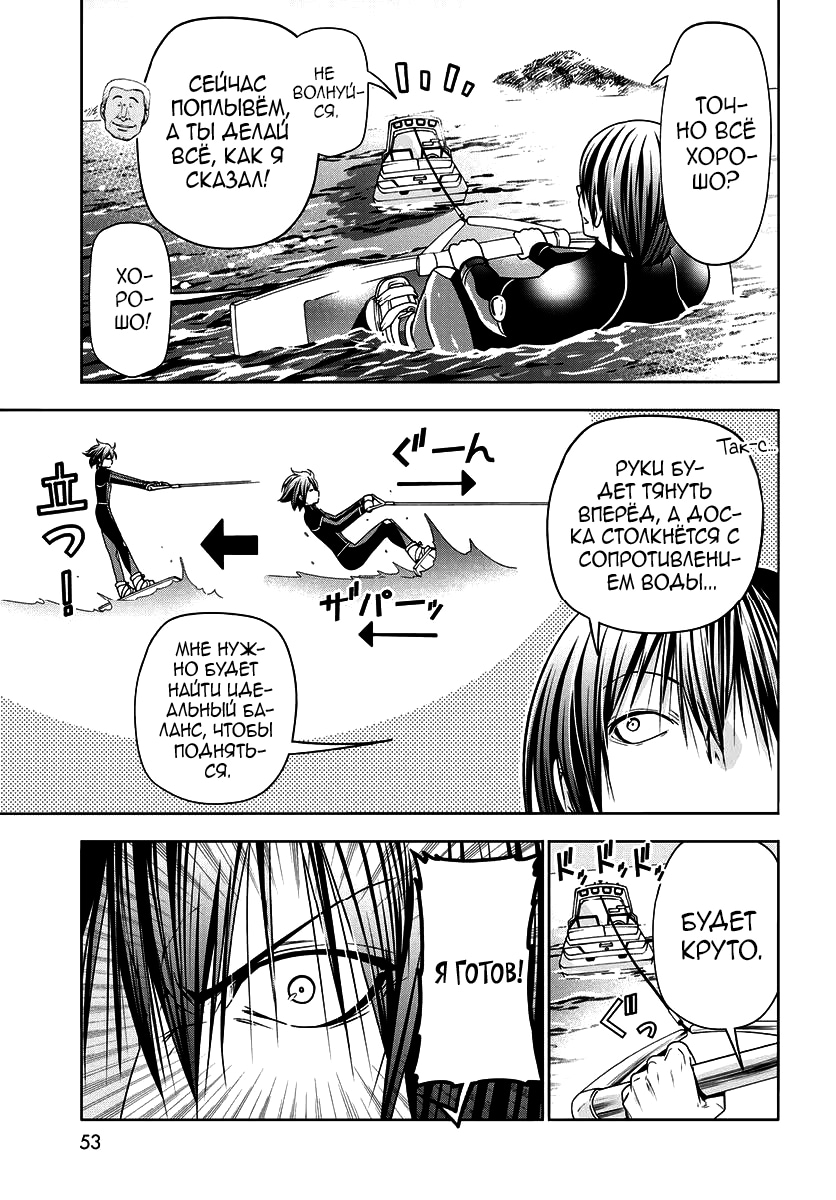 ТОЧ-
НО ВСЁ
ХОРО-
ШО?
НЕ
ВОЛНУЙ-
СЯ.
СЕЙЧАС
ПОПЛЫВЁМ,
А ТЫ ДЕЛАЙ
ВСЁ, КАК Я
СКАЗАЛ!
ХО-
РО-
ШО!
Так-с...
РУКИ БУ-
ДЕТ ТЯНУТЬ
ВПЕРЁД, А ДОС-
КА СТОЛКНЁТСЯ С
СОПРОТИВЛЕНИ-
ЕМ ВОДЫ...
ぐーん
ザバーッ
立つ!
МНЕ НУЖ-
НО БУДЕТ
НАЙТИ ИДЕ-
АЛЬНЫЙ БА-
ЛАНС, ЧТОБЫ
ПОДНЯТЬ-
СЯ.
БУДЕТ
КРУТО.
ドッドッドッ
ぐっ
Я ГОТОВ!
53